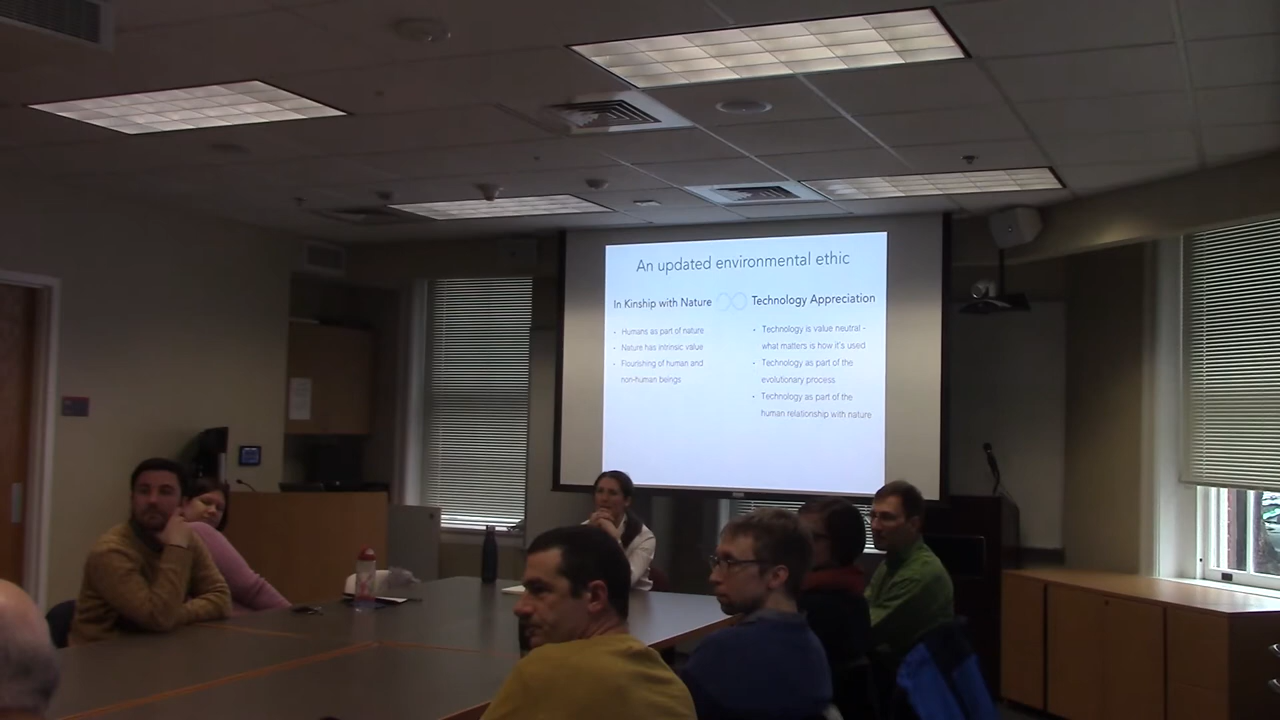 An updated environmental ethic
In Kinship with Nature
- Humans as part of nature
- Nature has intrinsic value
- Flourishing of human and
non-human beings
Technology Appreciation
- Technology is value neutral -
what matters is how it's used
- Technology as part of the
evolutionary process
- Technology as part of the
human relationship with nature